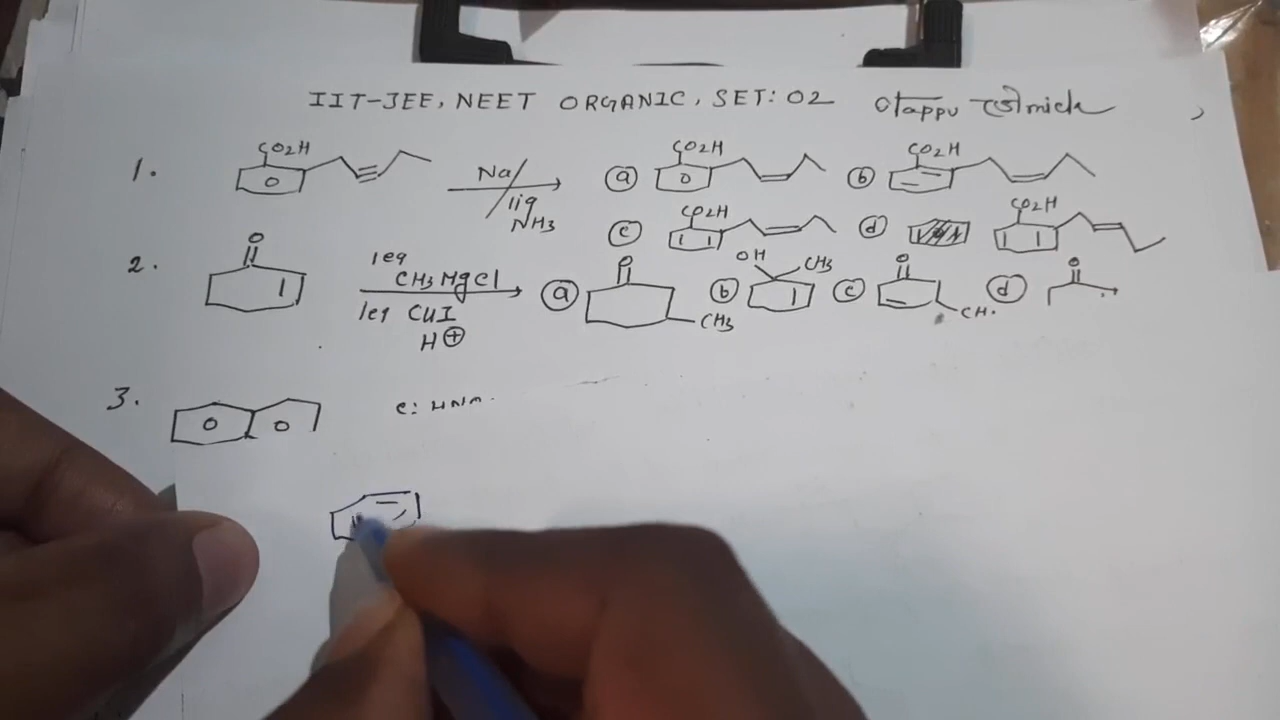 IIT-JEE, NEET ORGANIC, SET: 02
1. CO2H Na/liq NH3 (a) CO2H (b) CO2H
(c) CO2H (d) CO2H
2. O 1eq CH3MgCl (a) O CH3 (b) OH CH3 (c) O CH. (d) O
1eq CUI
H+
3.